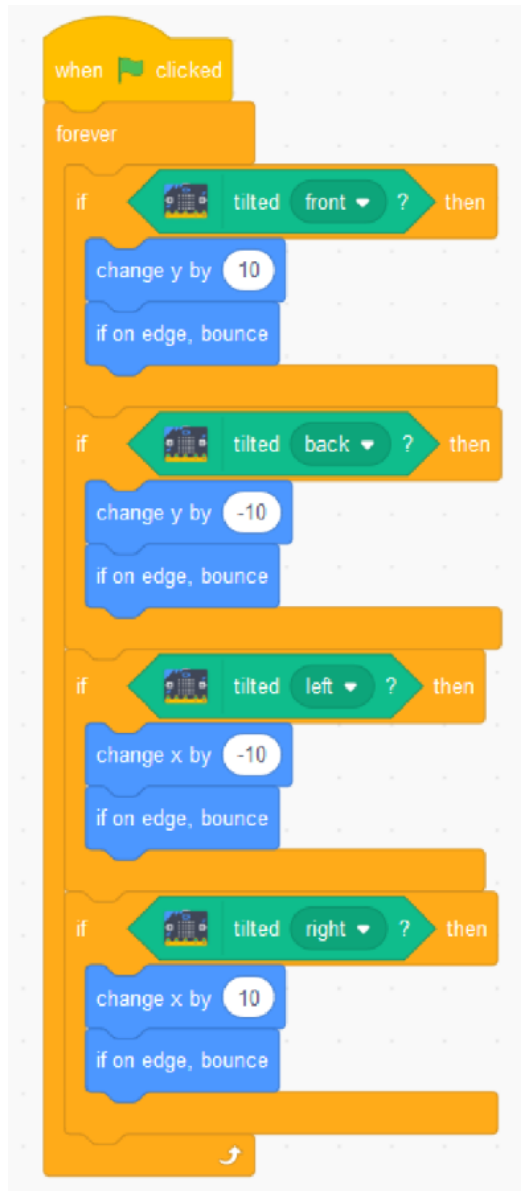 when clicked
forever
if tilted front ? then
change y by 10
if on edge, bounce
if tilted back ? then
change y by -10
if on edge, bounce
if tilted left ? then
change x by -10
if on edge, bounce
if tilted right ? then
change x by 10
if on edge, bounce